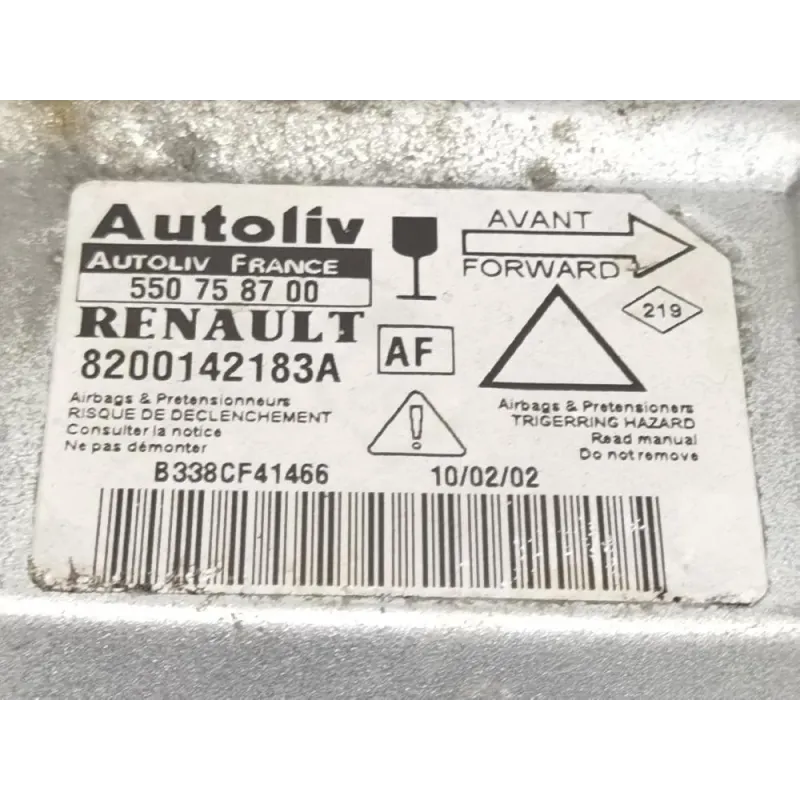 Autoliv
AUTOLIV FRANCE
550 75 87 00
RENAULT
8200142183A
AF
AVANT
FORWARD
219
Airbags & Pretensionneurs
RISQUE DE DECLENCHEMENT
Consulter la notice
Ne pas démonter
!
Airbags & Pretensioners
TRIGERRING HAZARD
Read manual
Do not remove
B338CF41466 10/02/02